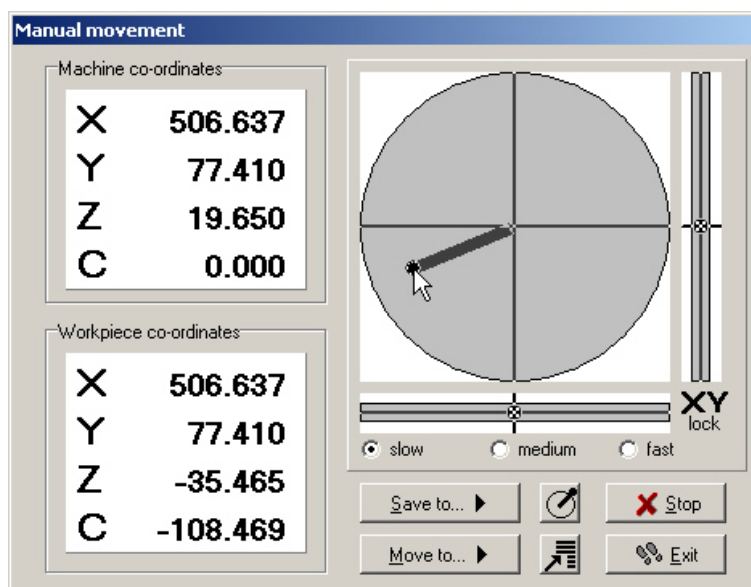 Manual movement
Machine co-ordinates
X 506.637
Y 77.410
Z 19.650
C 0.000
Workpiece co-ordinates
X 506.637
Y 77.410
Z -35.465
C -108.469
XY
lock
slow medium fast
Save to... Stop
Move to... Exit